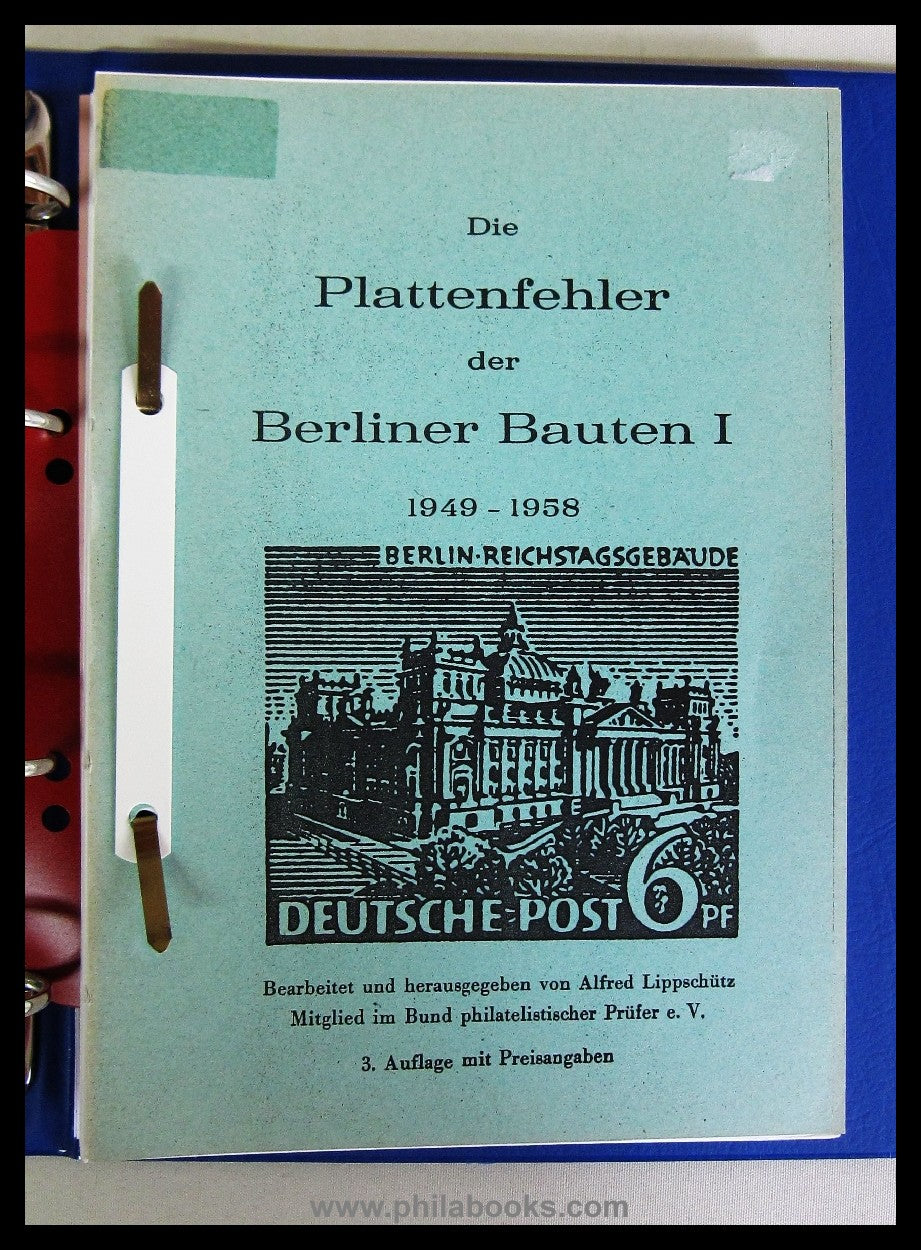 Die
Plattenfehler
der
Berliner Bauten I
1949 - 1958
BERLIN·REICHSTAGSGEBÄUDE
DEUTSCHE POST 6 PF
Bearbeitet und herausgegeben von Alfred Lippschütz
Mitglied im Bund philatelistischer Prüfer e. V.
3. Auflage mit Preisangaben
www.philabooks.com